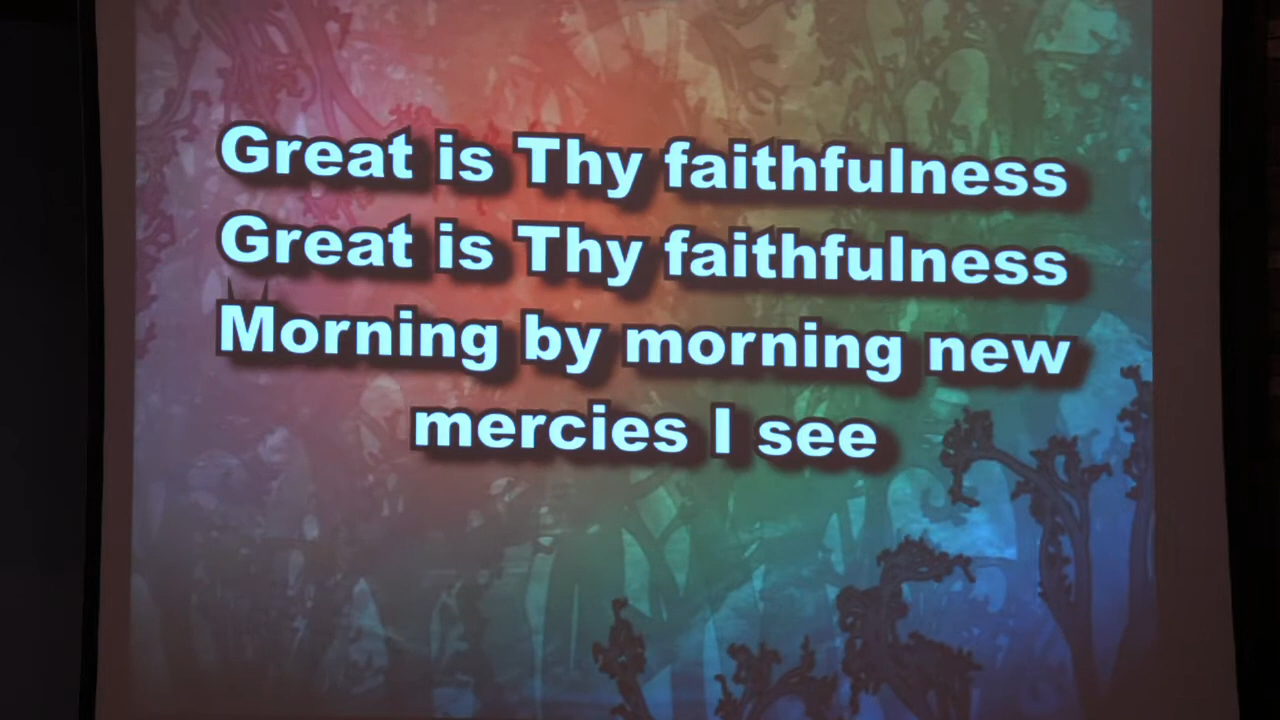 Great is Thy faithfulness
Great is Thy faithfulness
Morning by morning new
mercies I see